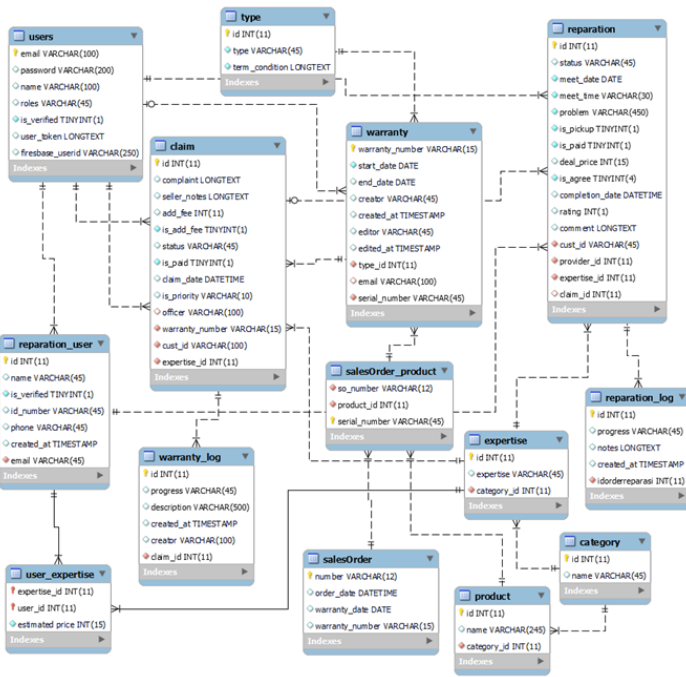 users
email VARCHAR(100)
password VARCHAR(200)
name VARCHAR(100)
roles VARCHAR(45)
is_verified TINYINT(1)
user_token LONGTEXT
firesbase_userid VARCHAR(250)
Indexes
type
id INT(11)
type VARCHAR(45)
term_condition LONGTEXT
Indexes
reparation
id INT(11)
status VARCHAR(45)
meet_date DATE
meet_time VARCHAR(30)
problem VARCHAR(450)
is_pickup TINYINT(1)
is_paid TINYINT(1)
deal_price INT(15)
is_agree TINYINT(4)
completion_date DATETIME
rating INT(1)
comment LONGTEXT
cust_id VARCHAR(45)
provider_id INT(11)
expertise_id INT(11)
claim_id INT(11)
Indexes
claim
id INT(11)
complaint LONGTEXT
seller_notes LONGTEXT
add_fee INT(11)
is_add_fee TINYINT(1)
status VARCHAR(45)
is_paid TINYINT(1)
claim_date DATETIME
is_priority VARCHAR(10)
officer VARCHAR(100)
warranty_number VARCHAR(15)
cust_id VARCHAR(100)
expertise_id INT(11)
Indexes
warranty
warranty_number VARCHAR(15)
start_date DATE
end_date DATE
creator VARCHAR(45)
created_at TIMESTAMP
editor VARCHAR(45)
edited_at TIMESTAMP
type_id INT(11)
email VARCHAR(100)
serial_number VARCHAR(45)
Indexes
reparation_user
id INT(11)
name VARCHAR(45)
is_verified TINYINT(1)
id_number VARCHAR(45)
phone VARCHAR(45)
created_at TIMESTAMP
email VARCHAR(45)
Indexes
salesOrder_product
so_number VARCHAR(12)
product_id INT(11)
serial_number VARCHAR(45)
Indexes
reparation_log
id INT(11)
progress VARCHAR(45)
notes LONGTEXT
created_at TIMESTAMP
idorderreparasi INT(11)
Indexes
warranty_log
id INT(11)
progress VARCHAR(45)
description VARCHAR(500)
created_at TIMESTAMP
creator VARCHAR(100)
claim_id INT(11)
Indexes
expertise
id INT(11)
expertise VARCHAR(45)
category_id INT(11)
Indexes
category
id INT(11)
name VARCHAR(45)
Indexes
user_expertise
expertise_id INT(11)
user_id INT(11)
estimated price INT(15)
Indexes
salesOrder
number VARCHAR(12)
order_date DATETIME
warranty_date DATE
warranty_number VARCHAR(15)
Indexes
product
id INT(11)
name VARCHAR(245)
category_id INT(11)
Indexes